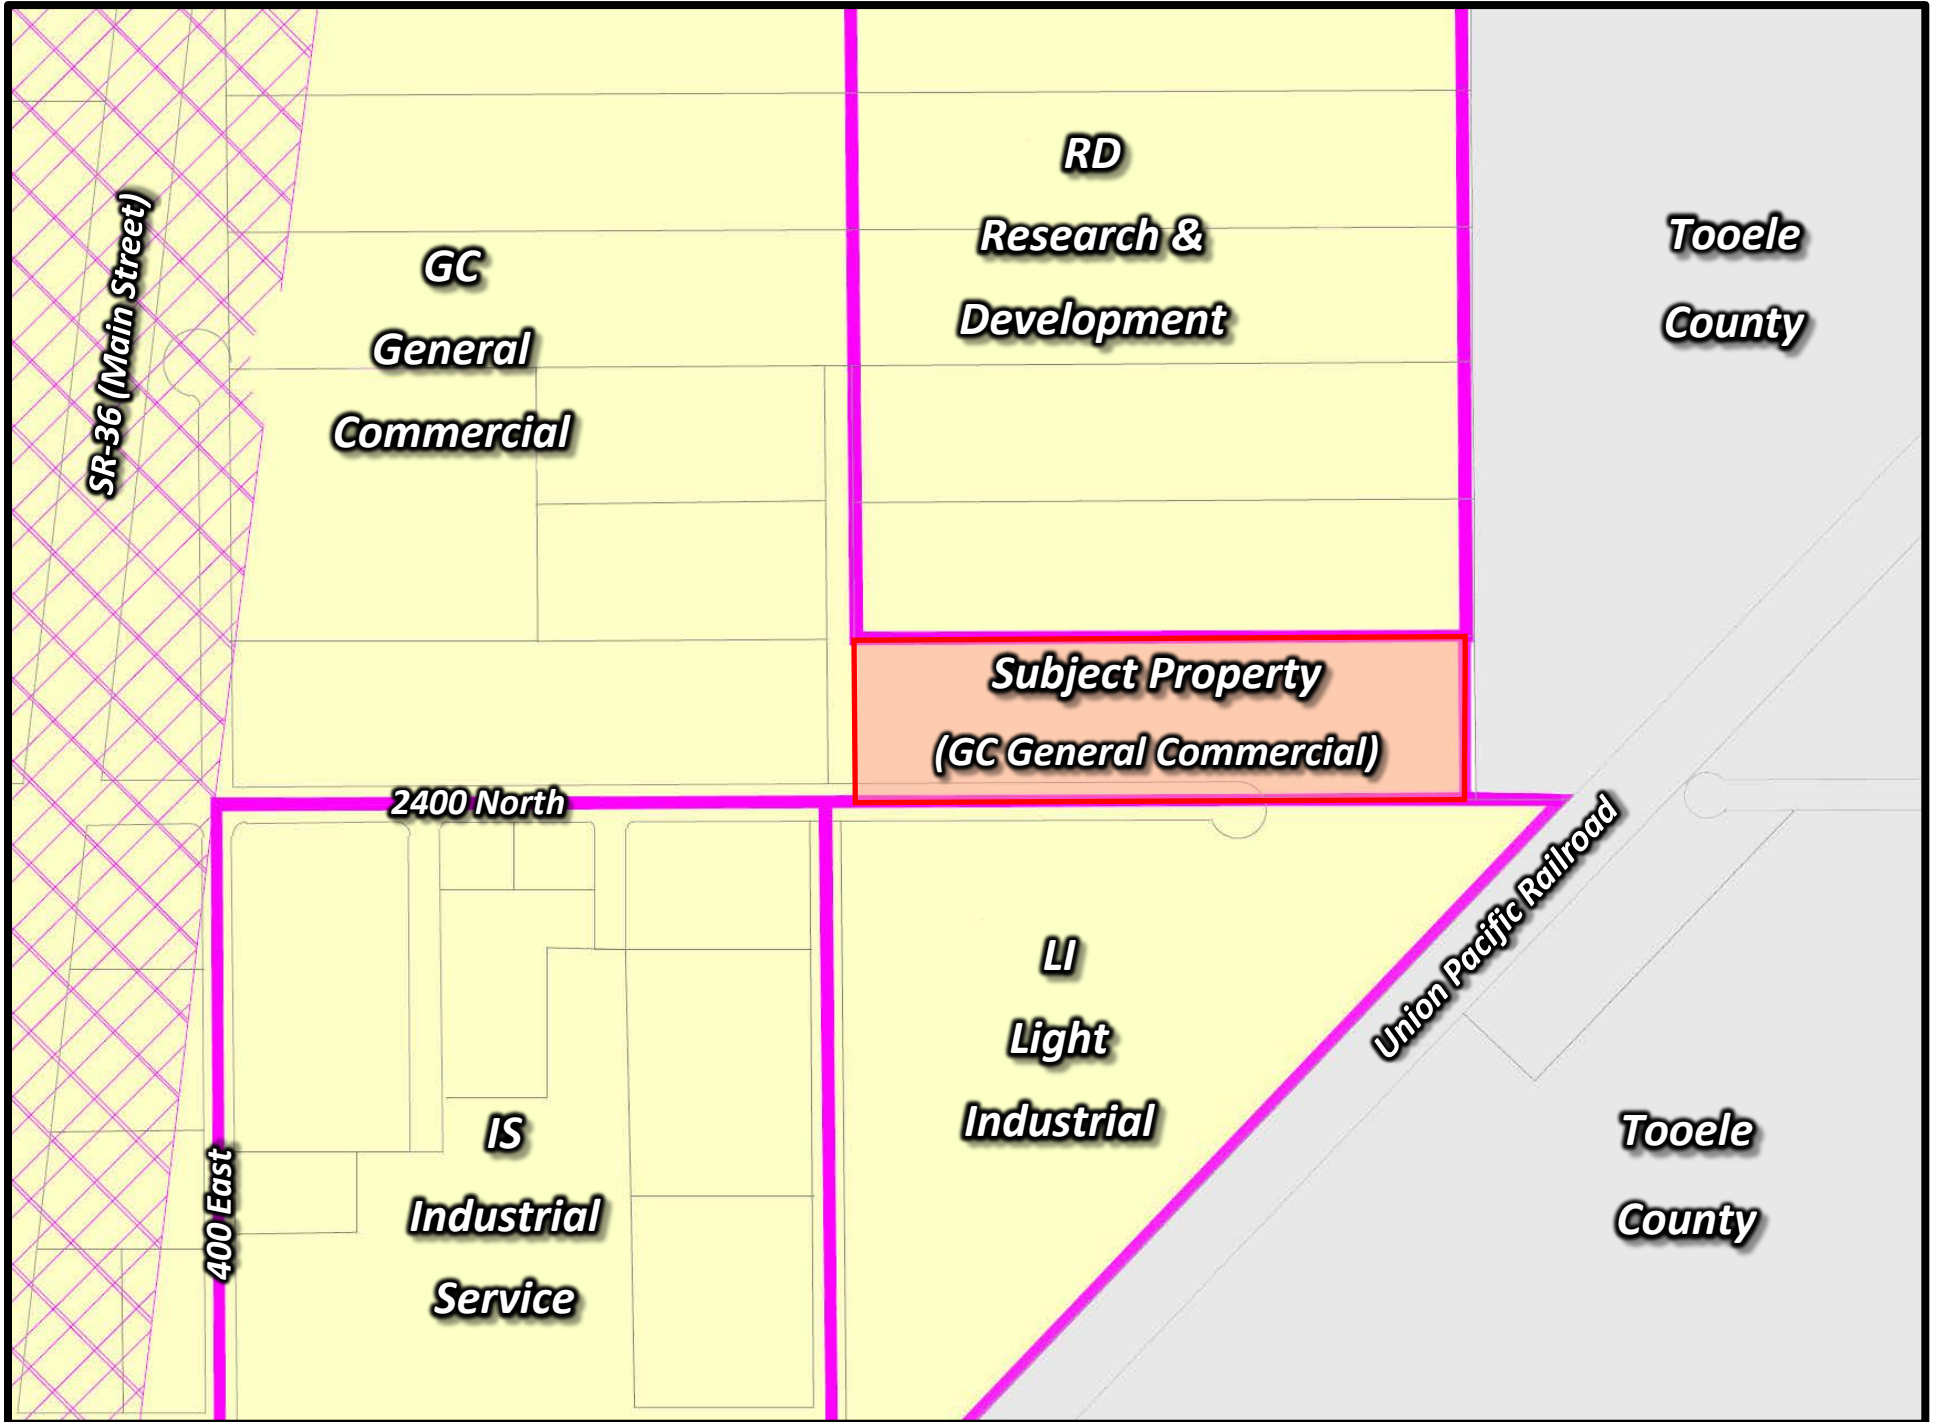 SR-36 (Main Street)
GC
General
Commercial
RD
Research &
Development
Tooele
County
Subject Property
(GC General Commercial)
2400 North
Union Pacific Railroad
LI
Light
Industrial
IS
Industrial
Service
400 East
Tooele
County